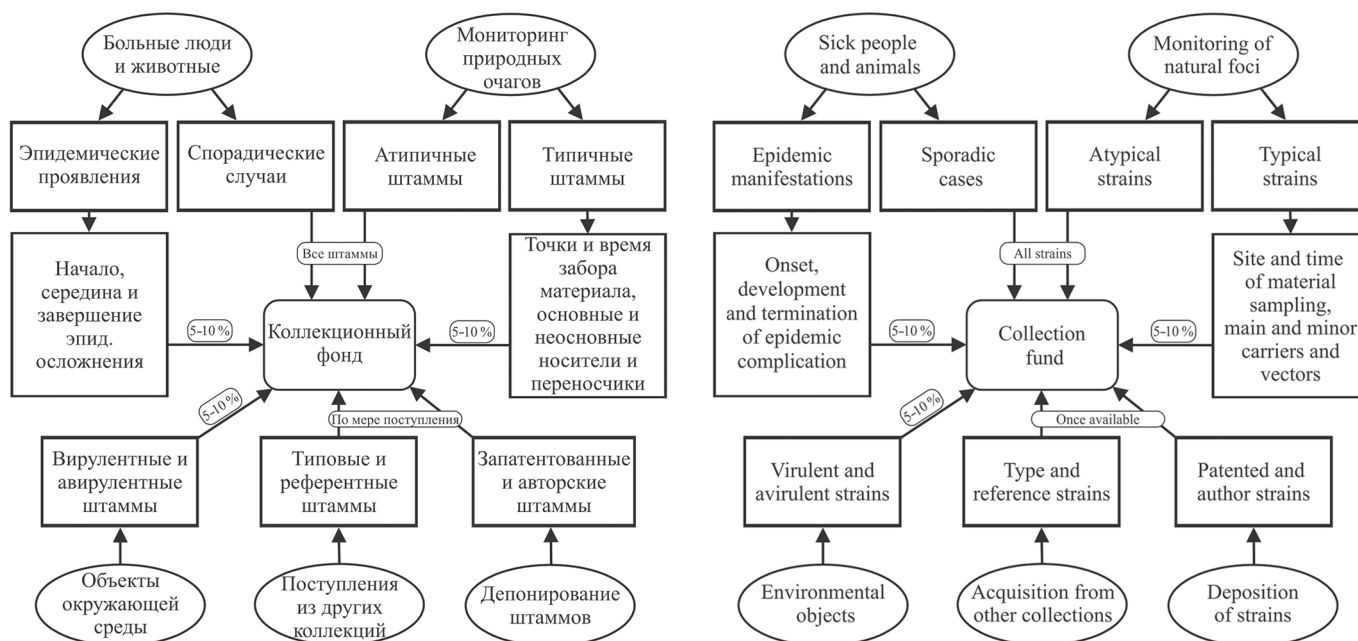 Больные люди
и животные
Мониторинг
природных
очагов
Эпидемические
проявления
Спорадические
случаи
Атипичные
штаммы
Типичные
штаммы
Начало,
середина и
завершение
эпид.
осложнения
Все штаммы
Точки и время
забора
материала,
основные и
неосновные
носители и
переносчики
5-10 %
Коллекционный
фонд
5-10 %
5-10 %
По мере поступления
Вирулентные и
авирулентные
штаммы
Типовые и
референтные
штаммы
Запатентованные
и авторские
штаммы
Объекты
окружающей
среды
Поступления
из других
коллекций
Депонирование
штаммов
Sick people
and animals
Monitoring of
natural foci
Epidemic
manifestations
Sporadic
cases
Atypical
strains
Typical
strains
Onset,
development
and termination
of epidemic
complication
All strains
Site and time
of material
sampling,
main and minor
carriers and
vectors
5-10 %
Collection
fund
5-10 %
5-10 %
Once available
Virulent and
avirulent strains
Type and
reference strains
Patented and
author strains
Environmental
objects
Acquisition from
other collections
Deposition
of strains